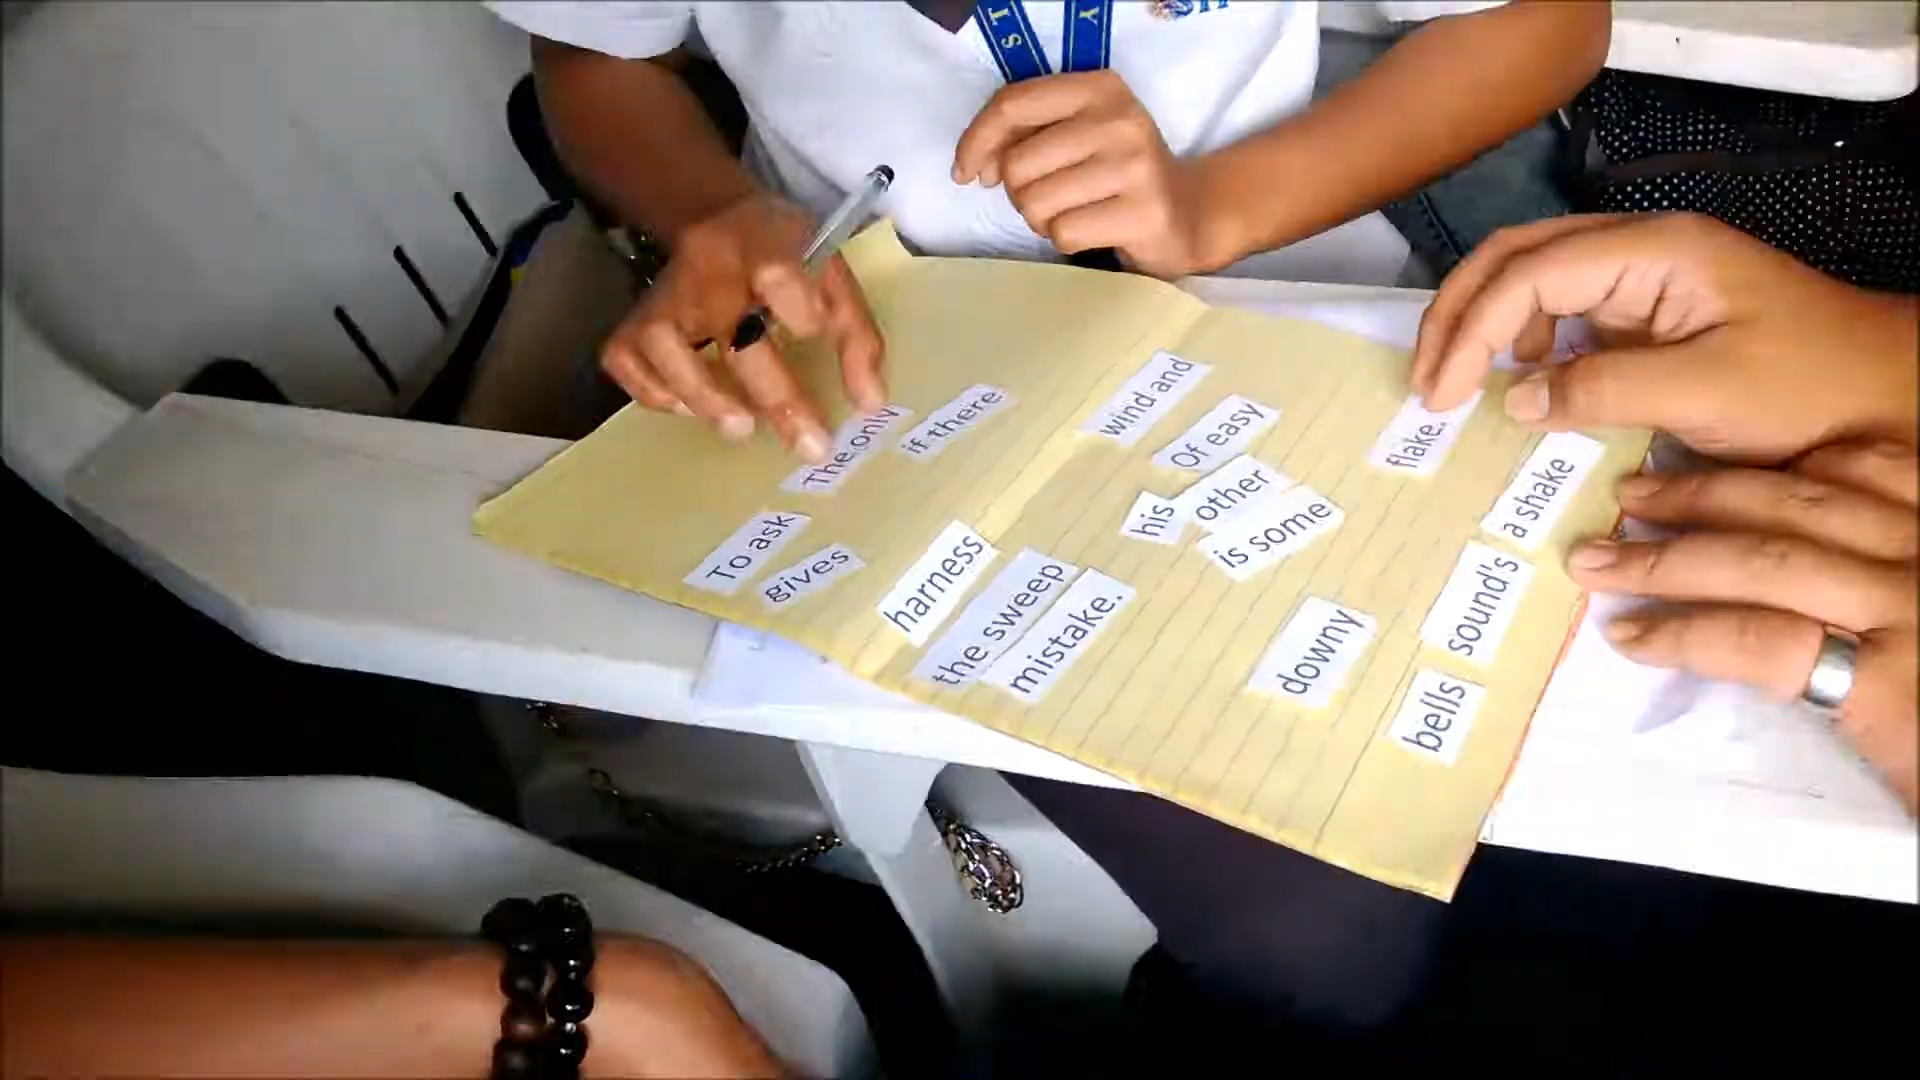 The only
if there
To ask
gives
harness
the sweep
mistake.
wind and
Of easy
his
other
is some
flake.
a shake
downy
sound's
bells